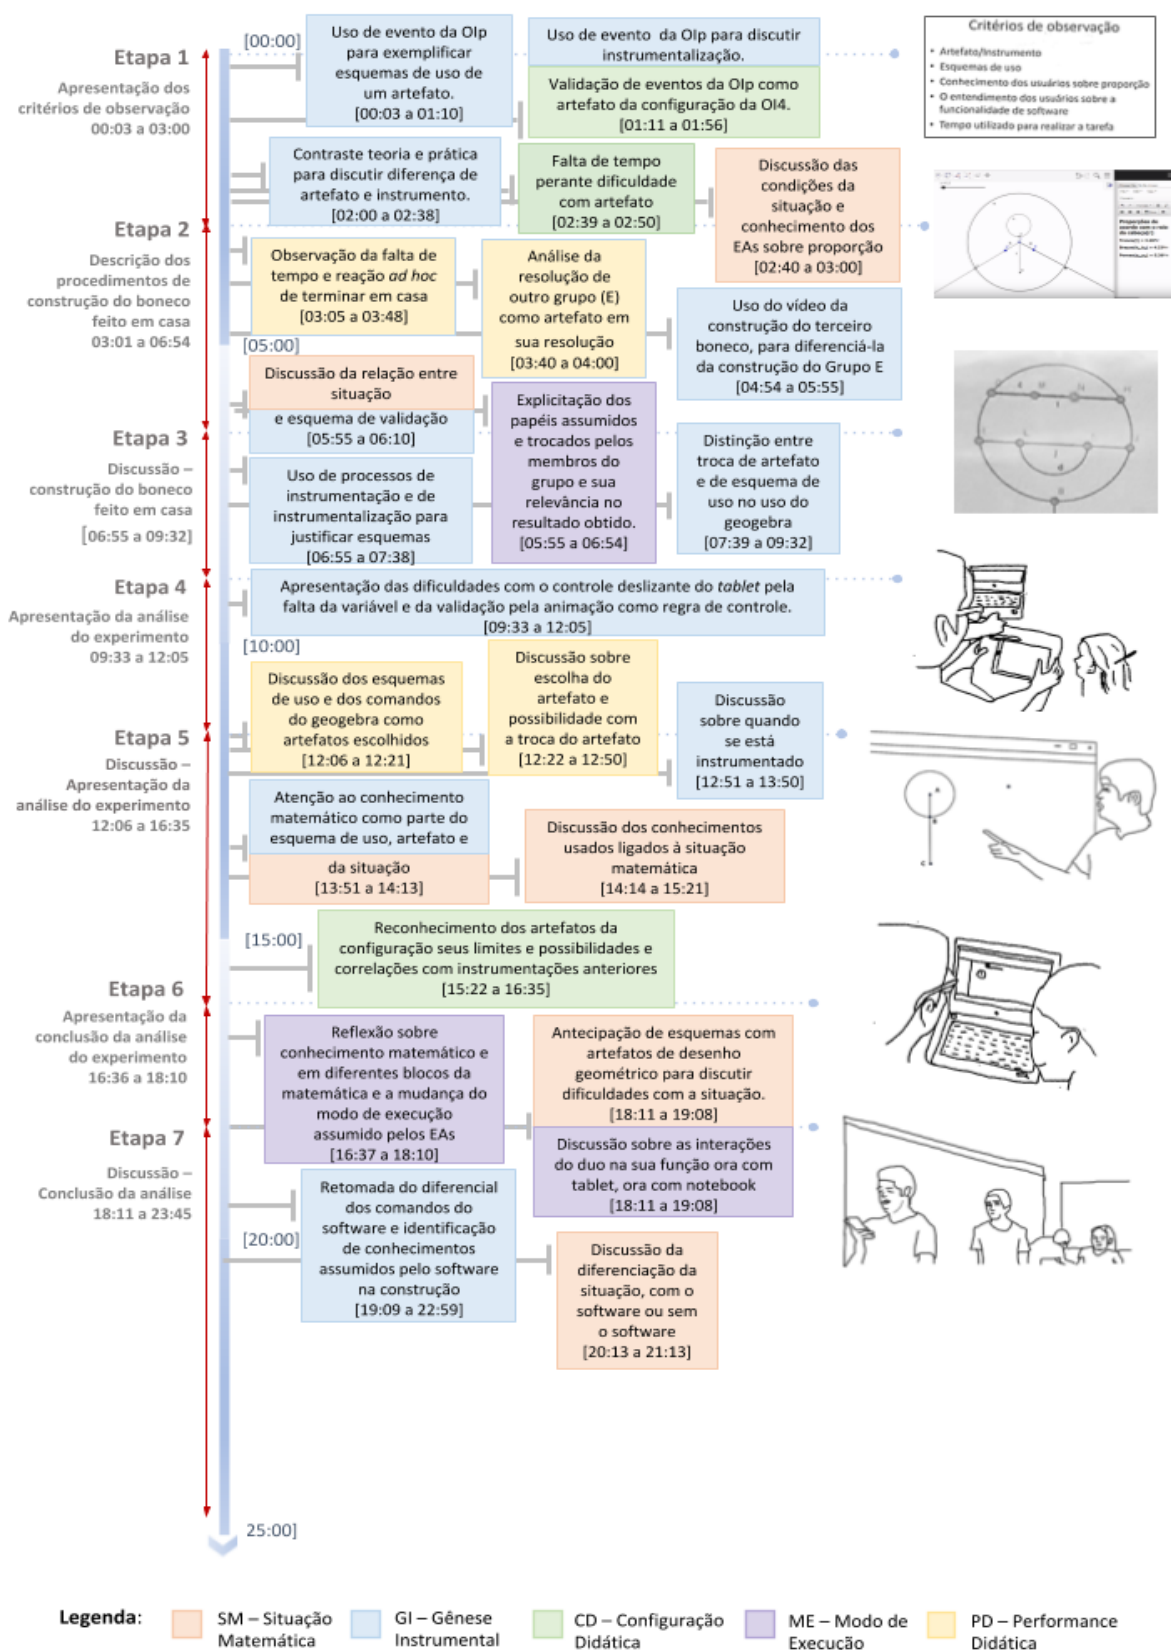 Etapa 1
Apresentação dos
critérios de observação
00:03 a 03:00
[00:00]
Uso de evento da OIp
para exemplificar
esquemas de uso de
um artefato.
[00:03 a 01:10]
Uso de evento da OIp para discutir
instrumentalização.
Validação de eventos da OIp como
artefato da configuração da OI4.
[01:11 a 01:56]
Critérios de observação
• Artefato/Instrumento
• Esquemas de uso
• Conhecimento dos usuários sobre proporção
• O entendimento dos usuários sobre a
funcionalidade de software
• Tempo utilizado para realizar a tarefa
Contraste teoria e prática
para discutir diferença de
artefato e instrumento.
[02:00 a 02:38]
Falta de tempo
perante dificuldade
com artefato
[02:39 a 02:50]
Discussão das
condições da
situação e
conhecimento dos
EAs sobre proporção
[02:40 a 03:00]
Etapa 2
Descrição dos
procedimentos de
construção do boneco
feito em casa
03:01 a 06:54
Observação da falta de
tempo e reação ad hoc
de terminar em casa
[03:05 a 03:48]
Análise da
resolução de
outro grupo (E)
como artefato em
sua resolução
[03:40 a 04:00]
Uso do vídeo da
construção do terceiro
boneco, para diferenciá-la
da construção do Grupo E
[04:54 a 05:55]
[05:00]
Discussão da relação entre
situação
e esquema de validação
[05:55 a 06:10]
Explicitação dos
papéis assumidos
e trocados pelos
membros do
grupo e sua
relevância no
resultado obtido.
[05:55 a 06:54]
Etapa 3
Discussão –
construção do boneco
feito em casa
[06:55 a 09:32]
Uso de processos de
instrumentação e de
instrumentalização para
justificar esquemas
[06:55 a 07:38]
Distinção entre
troca de artefato
e de esquema de
uso no uso do
geogebra
[07:39 a 09:32]
Etapa 4
Apresentação da análise
do experimento
09:33 a 12:05
Apresentação das dificuldades com o controle deslizante do tablet pela
falta da variável e da validação pela animação como regra de controle.
[09:33 a 12:05]
[10:00]
Discussão dos esquemas
de uso e dos comandos
do geogebra como
artefatos escolhidos
[12:06 a 12:21]
Discussão sobre
escolha do
artefato e
possibilidade com
a troca do artefato
[12:22 a 12:50]
Discussão
sobre quando
se está
instrumentado
[12:51 a 13:50]
Etapa 5
Discussão –
Apresentação da
análise do experimento
12:06 a 16:35
Atenção ao conhecimento
matemático como parte do
esquema de uso, artefato e
da situação
[13:51 a 14:13]
Discussão dos conhecimentos
usados ligados à situação
matemática
[14:14 a 15:21]
A
B
C
[15:00]
Reconhecimento dos artefatos da
configuração seus limites e possibilidades e
correlações com instrumentações anteriores
[15:22 a 16:35]
Etapa 6
Apresentação da
conclusão da análise
do experimento
16:36 a 18:10
Reflexão sobre
conhecimento matemático e
em diferentes blocos da
matemática e a mudança do
modo de execução
assumido pelos EAs
[16:37 a 18:10]
Antecipação de esquemas com
artefatos de desenho
geométrico para discutir
dificuldades com a situação.
[18:11 a 19:08]
Discussão sobre as interações
do duo na sua função ora com
tablet, ora com notebook
[18:11 a 19:08]
Etapa 7
Discussão –
Conclusão da análise
18:11 a 23:45
Retomada do diferencial
dos comandos do
software e identificação
de conhecimentos
assumidos pelo software
na construção
[19:09 a 22:59]
[20:00]
Discussão da
diferenciação da
situação, com o
software ou sem
o software
[20:13 a 21:13]
25:00]
Legenda:
SM – Situação
Matemática
GI – Gênese
Instrumental
CD – Configuração
Didática
ME – Modo de
Execução
PD – Performance
Didática